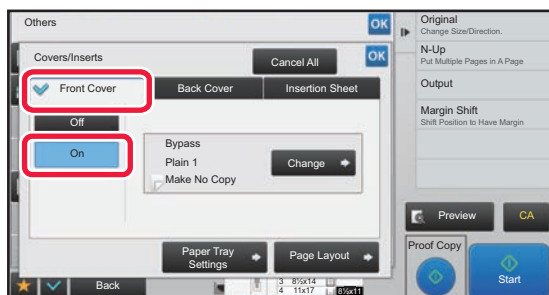 Others
OK
Covers/Inserts
Cancel All
OK
Front Cover
Back Cover
Insertion Sheet
Off
On
Bypass
Plain 1
Make No Copy
Change
Paper Tray
Settings
Page Layout
Back
3 8½x14
4 11x17
8½x11
Original
Change Size/Direction.
N-Up
Put Multiple Pages in A Page
Output
Margin Shift
Shift Position to Have Margin
Preview
CA
Proof Copy
Start